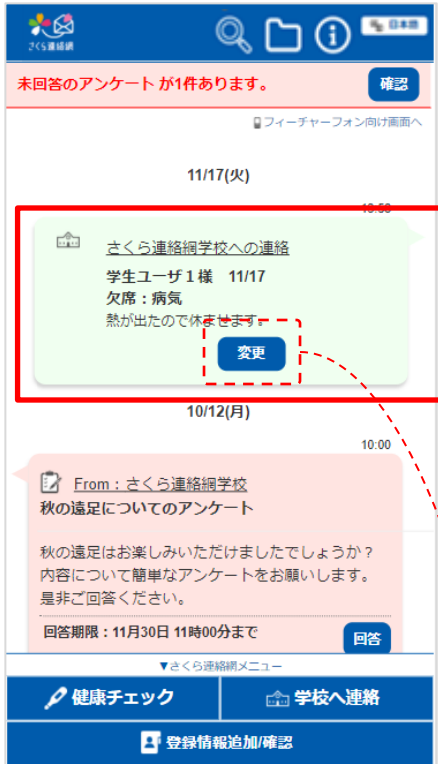 さくら連絡網
日本語
未回答のアンケート が1件あります。
確認
フィーチャーフォン向け画面へ
11/17(火)
さくら連絡網学校への連絡
学生ユーザ１様 11/17
欠席：病気
熱が出たので休ませます。
変更
10/12(月)
10:00
From：さくら連絡網学校
秋の遠足についてのアンケート
秋の遠足はお楽しみいただけましたでしょうか？
内容について簡単なアンケートをお願いします。
是非ご回答ください。
回答期限：11月30日 11時00分まで
回答
▼さくら連絡網メニュー
健康チェック
学校へ連絡
登録情報追加/確認